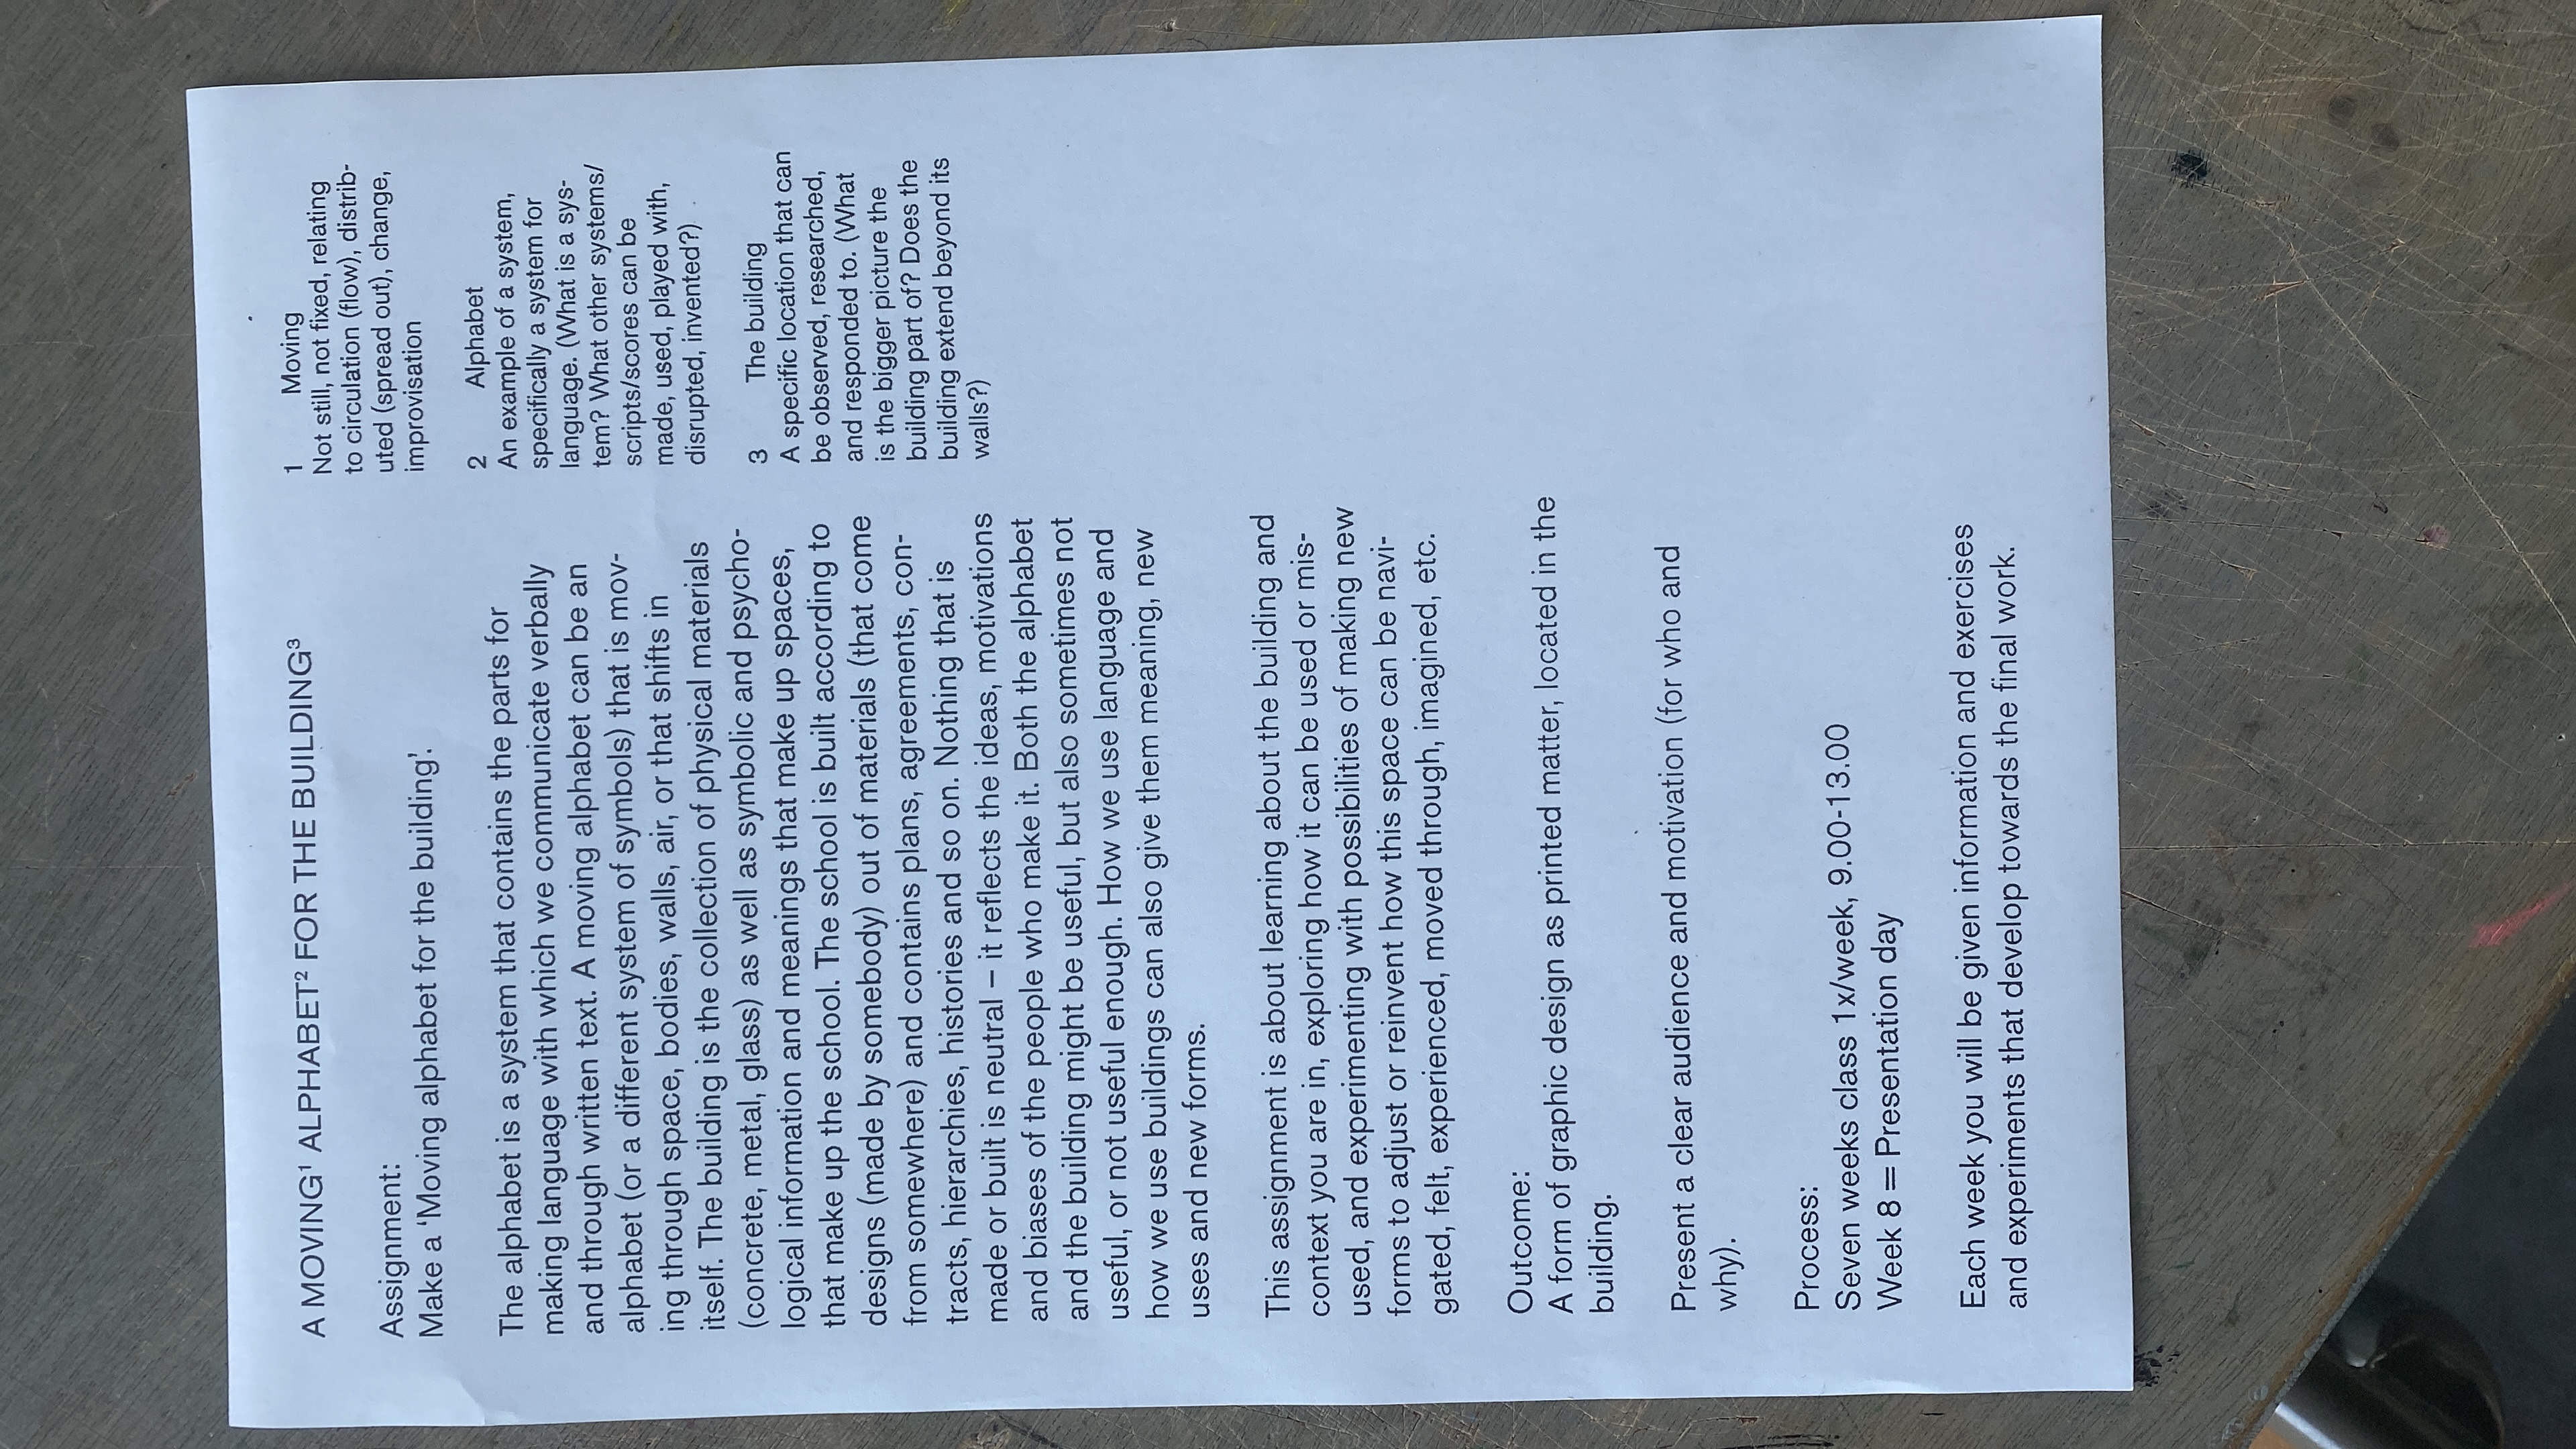 A MOVING¹ ALPHABET² FOR THE BUILDING³
Assignment:
Make a ‘Moving alphabet for the building’.
The alphabet is a system that contains the parts for
making language with which we communicate verbally
and through written text. A moving alphabet can be an
alphabet (or a different system of symbols) that is mov-
ing through space, bodies, walls, air, or that shifts in
itself. The building is the collection of physical materials
(concrete, metal, glass) as well as symbolic and psycho-
logical information and meanings that make up spaces,
that make up the school. The school is built according to
designs (made by somebody) out of materials (that come
from somewhere) and contains plans, agreements, con-
tracts, hierarchies, histories and so on. Nothing that is
made or built is neutral – it reflects the ideas, motivations
and biases of the people who make it. Both the alphabet
and the building might be useful, but also sometimes not
useful, or not useful enough. How we use language and
how we use buildings can also give them meaning, new
uses and new forms.
This assignment is about learning about the building and
context you are in, exploring how it can be used or mis-
used, and experimenting with possibilities of making new
forms to adjust or reinvent how this space can be navi-
gated, felt, experienced, moved through, imagined, etc.
Outcome:
A form of graphic design as printed matter, located in the
building.
Present a clear audience and motivation (for who and
why).
Process:
Seven weeks class 1x/week, 9.00-13.00
Week 8 = Presentation day
Each week you will be given information and exercises
and experiments that develop towards the final work.
1 Moving
Not still, not fixed, relating
to circulation (flow), distrib-
uted (spread out), change,
improvisation
2 Alphabet
An example of a system,
specifically a system for
language. (What is a sys-
tem? What other systems/
scripts/scores can be
made, used, played with,
disrupted, invented?)
3 The building
A specific location that can
be observed, researched,
and responded to. (What
is the bigger picture the
building part of? Does the
building extend beyond its
walls?)